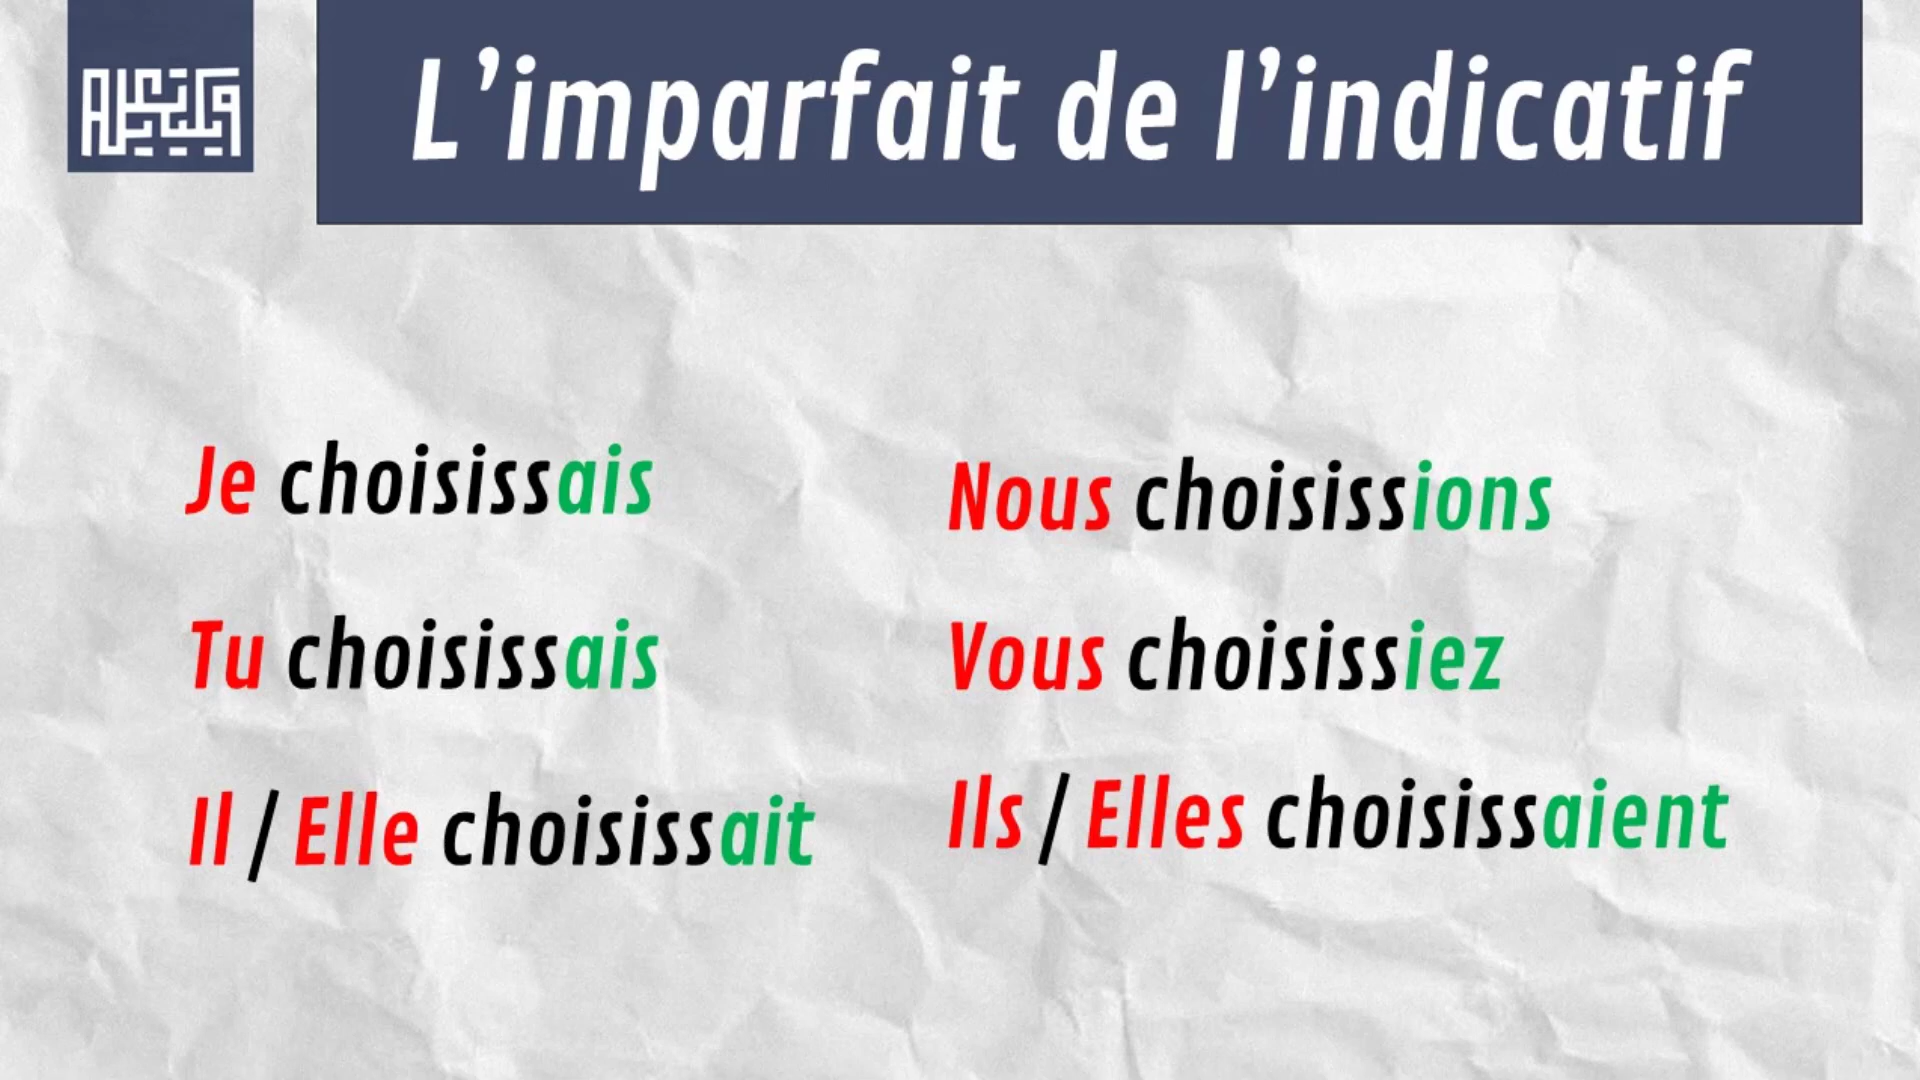 L’imparfait de l’indicatif
Je choisissais
Tu choisissais
Il / Elle choisissait
Nous choisissions
Vous choisissiez
Ils / Elles choisissaient